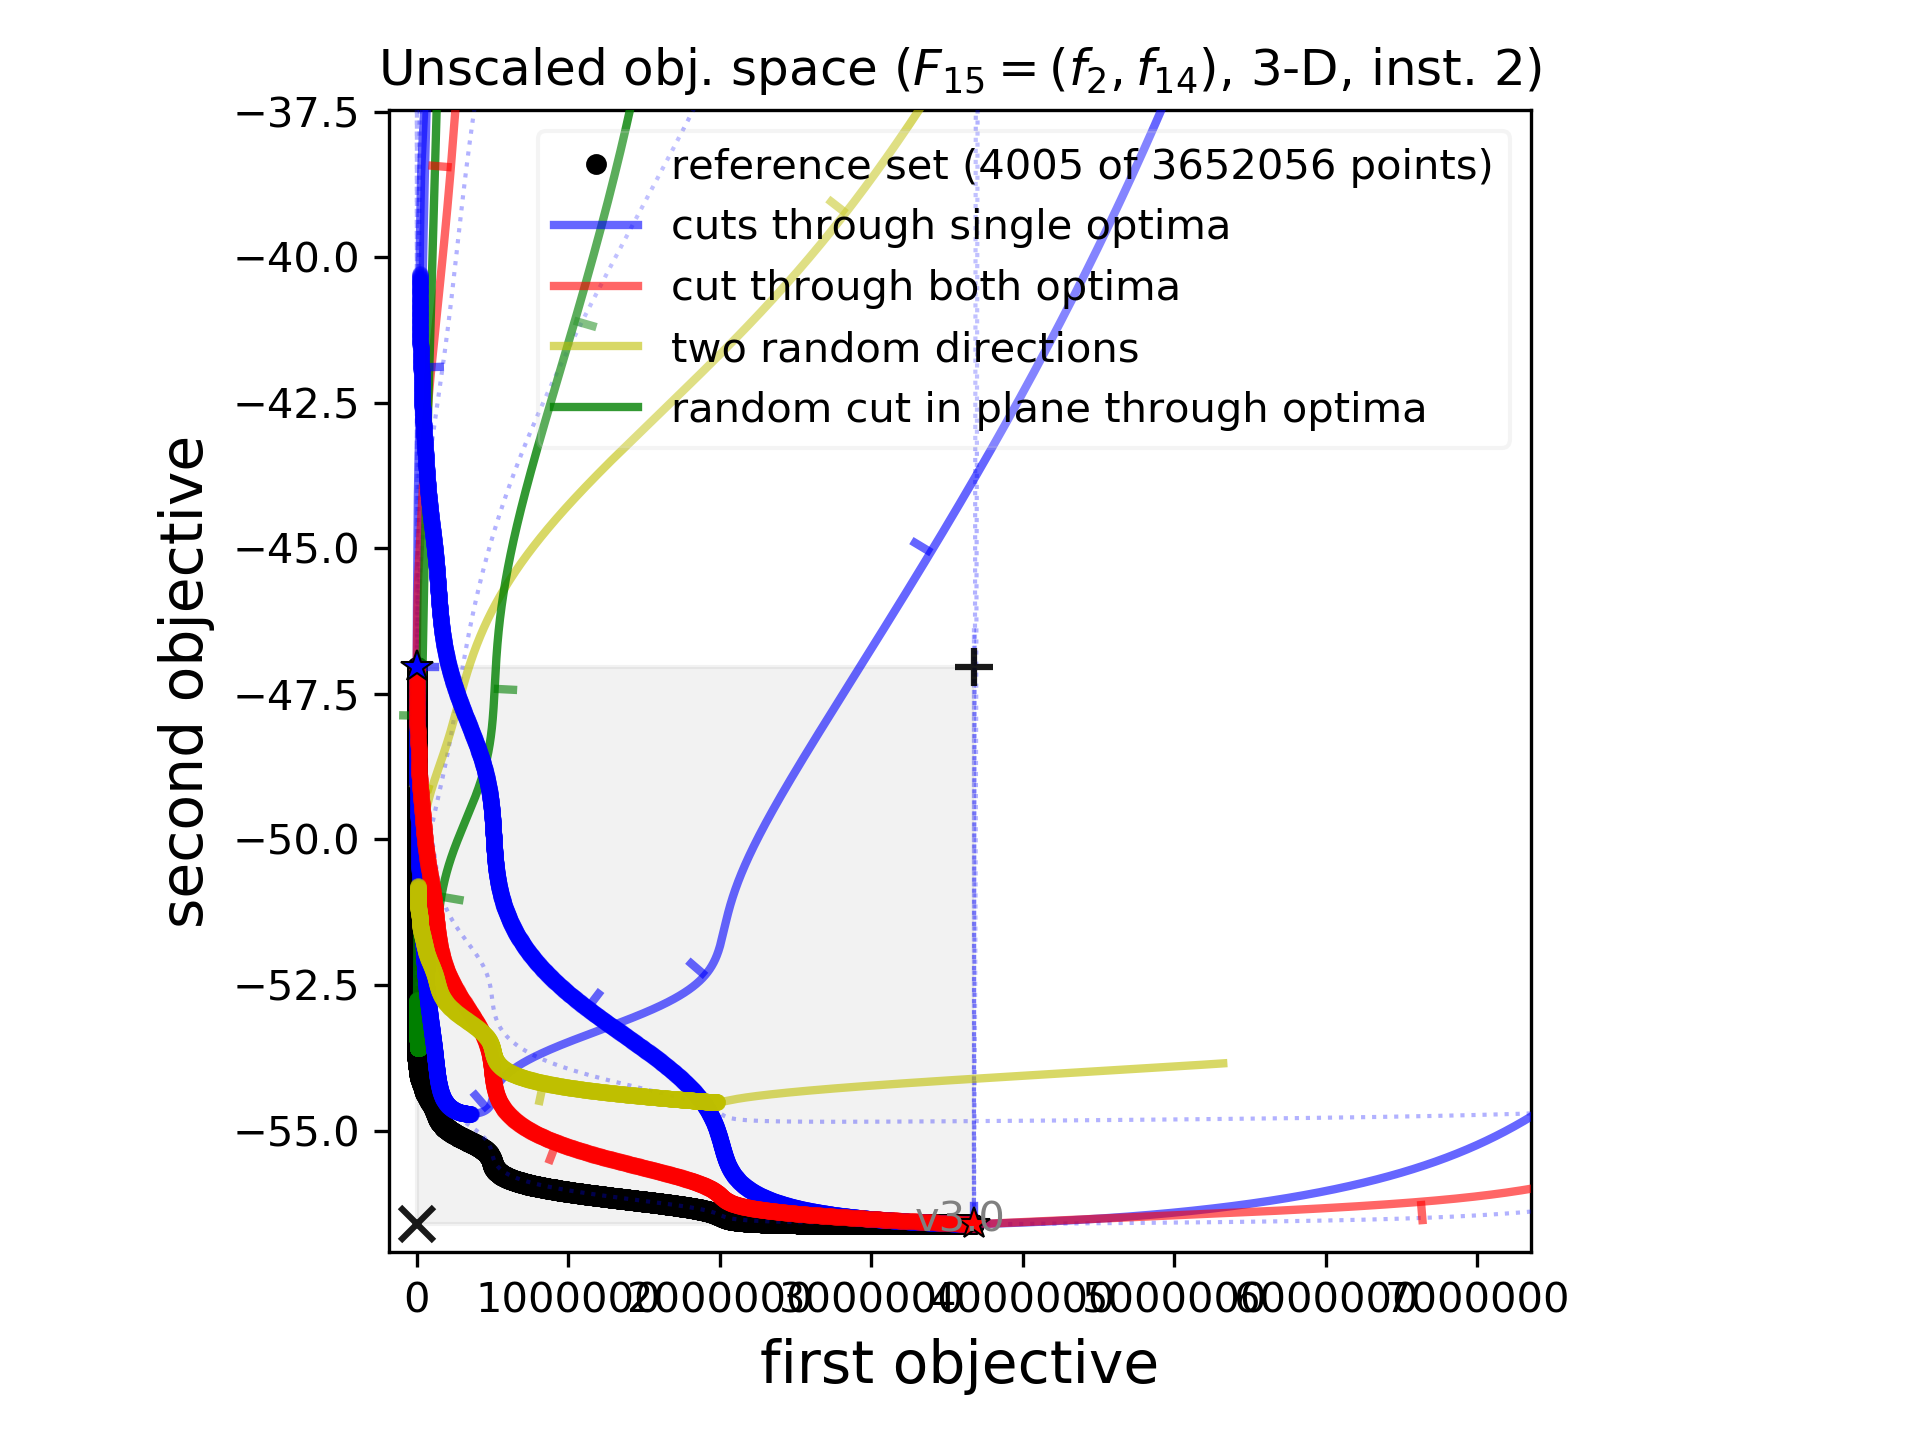 Unscaled obj. space (F15 = (f2, f14), 3-D, inst. 2)
reference set (4005 of 3652056 points)
cuts through single optima
cut through both optima
two random directions
random cut in plane through optima
−37.5
−40.0
−42.5
−45.0
−47.5
−50.0
−52.5
−55.0
second objective
v3.0
0 1000000 2000000 3000000 4000000 5000000 6000000 7000000
first objective